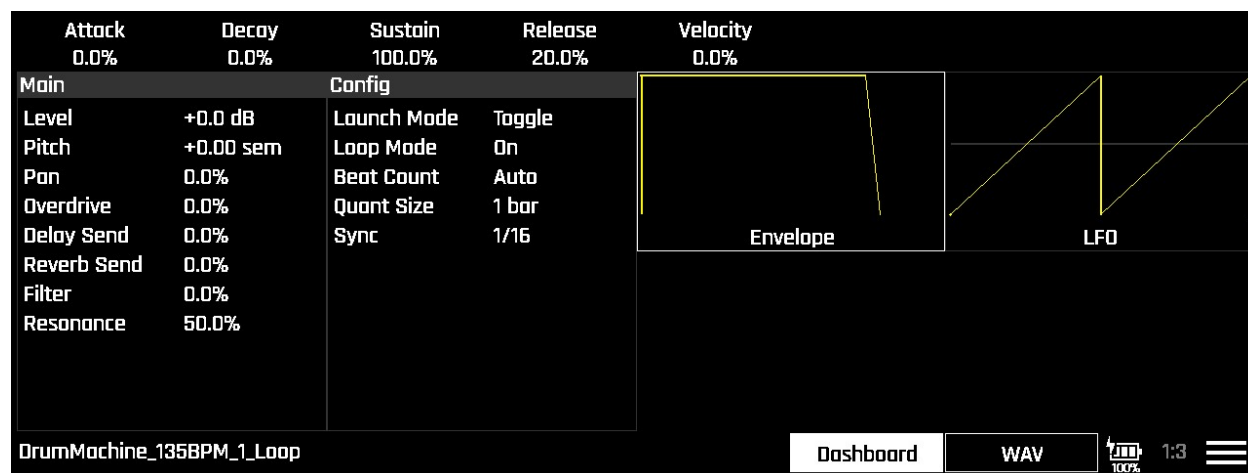 Attack Decay Sustain Release Velocity
0.0% 0.0% 100.0% 20.0% 0.0%
Main Config
Level +0.0 dB Launch Mode Toggle
Pitch +0.00 sem Loop Mode On
Pan 0.0% Beat Count Auto
Overdrive 0.0% Quant Size 1 bar
Delay Send 0.0% Sync 1/16
Reverb Send 0.0%
Filter 0.0%
Resonance 50.0%
Envelope LFO
DrumMachine_135BPM_1_Loop Dashboard WAV 100% 1:3